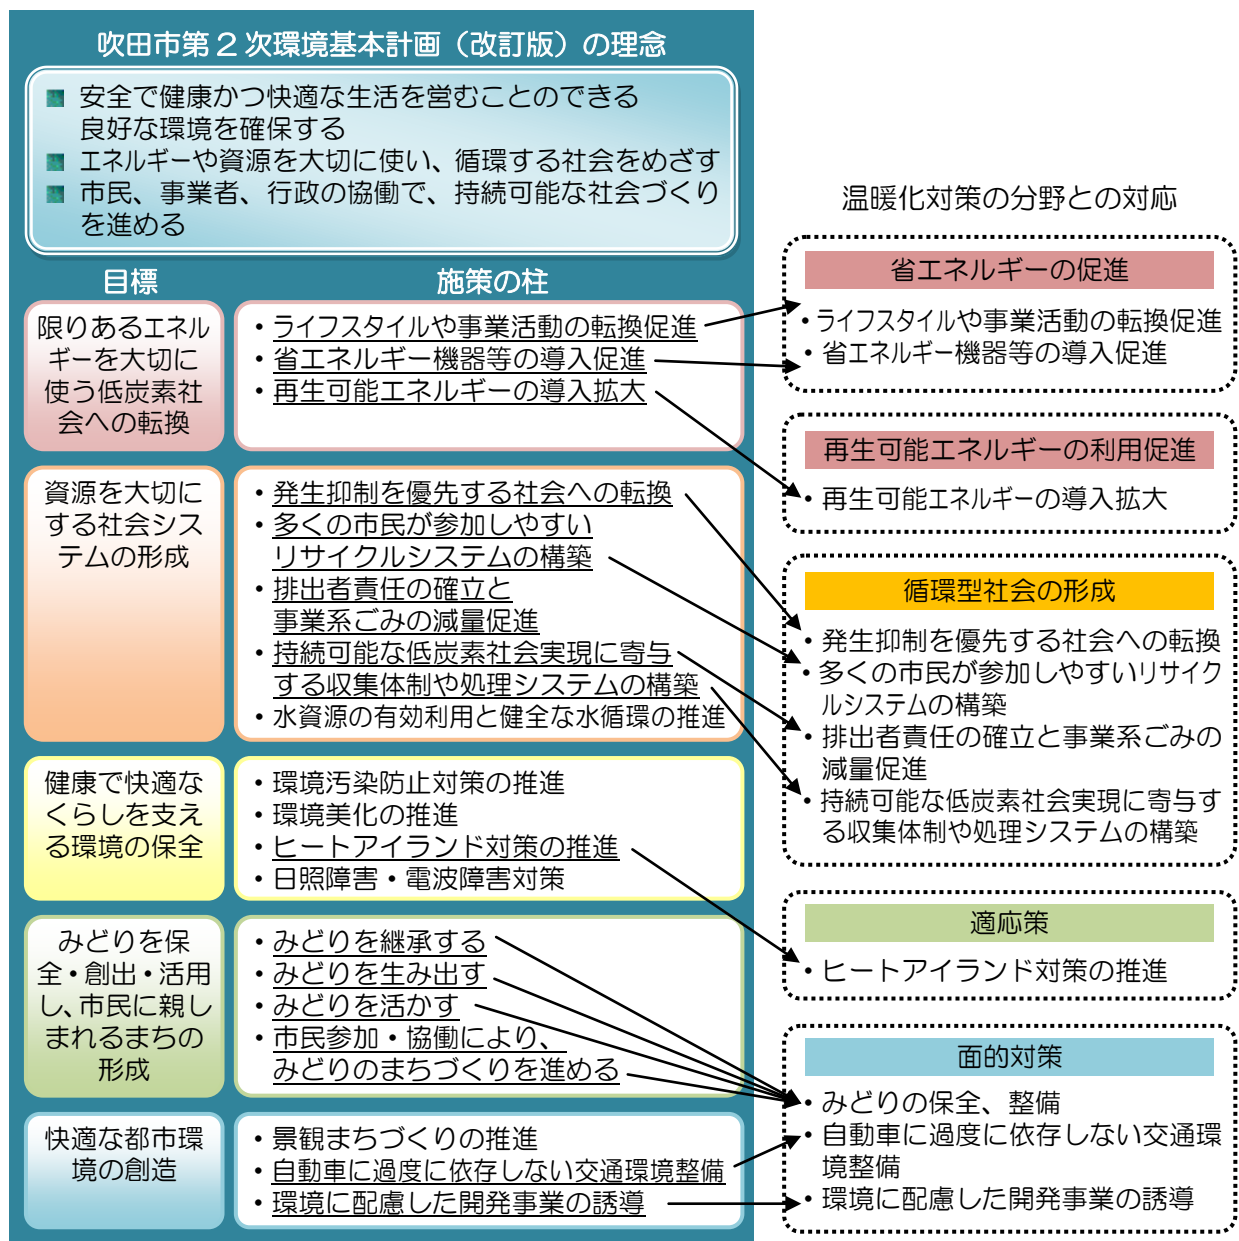 吹田市第2次環境基本計画（改訂版）の理念
安全で健康かつ快適な生活を営むことのできる
良好な環境を確保する
エネルギーや資源を大切に使い、循環する社会をめざす
市民、事業者、行政の協働で、持続可能な社会づくり
を進める
目標
施策の柱
限りあるエネル
ギーを大切に
使う低炭素社
会への転換
・ライフスタイルや事業活動の転換促進
・省エネルギー機器等の導入促進
・再生可能エネルギーの導入拡大
資源を大切に
する社会シス
テムの形成
・発生抑制を優先する社会への転換
・多くの市民が参加しやすい
リサイクルシステムの構築
・排出者責任の確立と
事業系ごみの減量促進
・持続可能な低炭素社会実現に寄与
する収集体制や処理システムの構築
・水資源の有効利用と健全な水循環の推進
健康で快適な
くらしを支え
る環境の保全
・環境汚染防止対策の推進
・環境美化の推進
・ヒートアイランド対策の推進
・日照障害・電波障害対策
みどりを保
全・創出・活用
し、市民に親し
まれるまちの
形成
・みどりを継承する
・みどりを生み出す
・みどりを活かす
・市民参加・協働により、
みどりのまちづくりを進める
快適な都市環
境の創造
・景観まちづくりの推進
・自動車に過度に依存しない交通環境整備
・環境に配慮した開発事業の誘導
温暖化対策の分野との対応
省エネルギーの促進
・ライフスタイルや事業活動の転換促進
・省エネルギー機器等の導入促進
再生可能エネルギーの利用促進
・再生可能エネルギーの導入拡大
循環型社会の形成
・発生抑制を優先する社会への転換
・多くの市民が参加しやすいリサイク
ルシステムの構築
・排出者責任の確立と事業系ごみの
減量促進
・持続可能な低炭素社会実現に寄与す
る収集体制や処理システムの構築
適応策
・ヒートアイランド対策の推進
面的対策
・みどりの保全、整備
・自動車に過度に依存しない交通環
境整備
・環境に配慮した開発事業の誘導